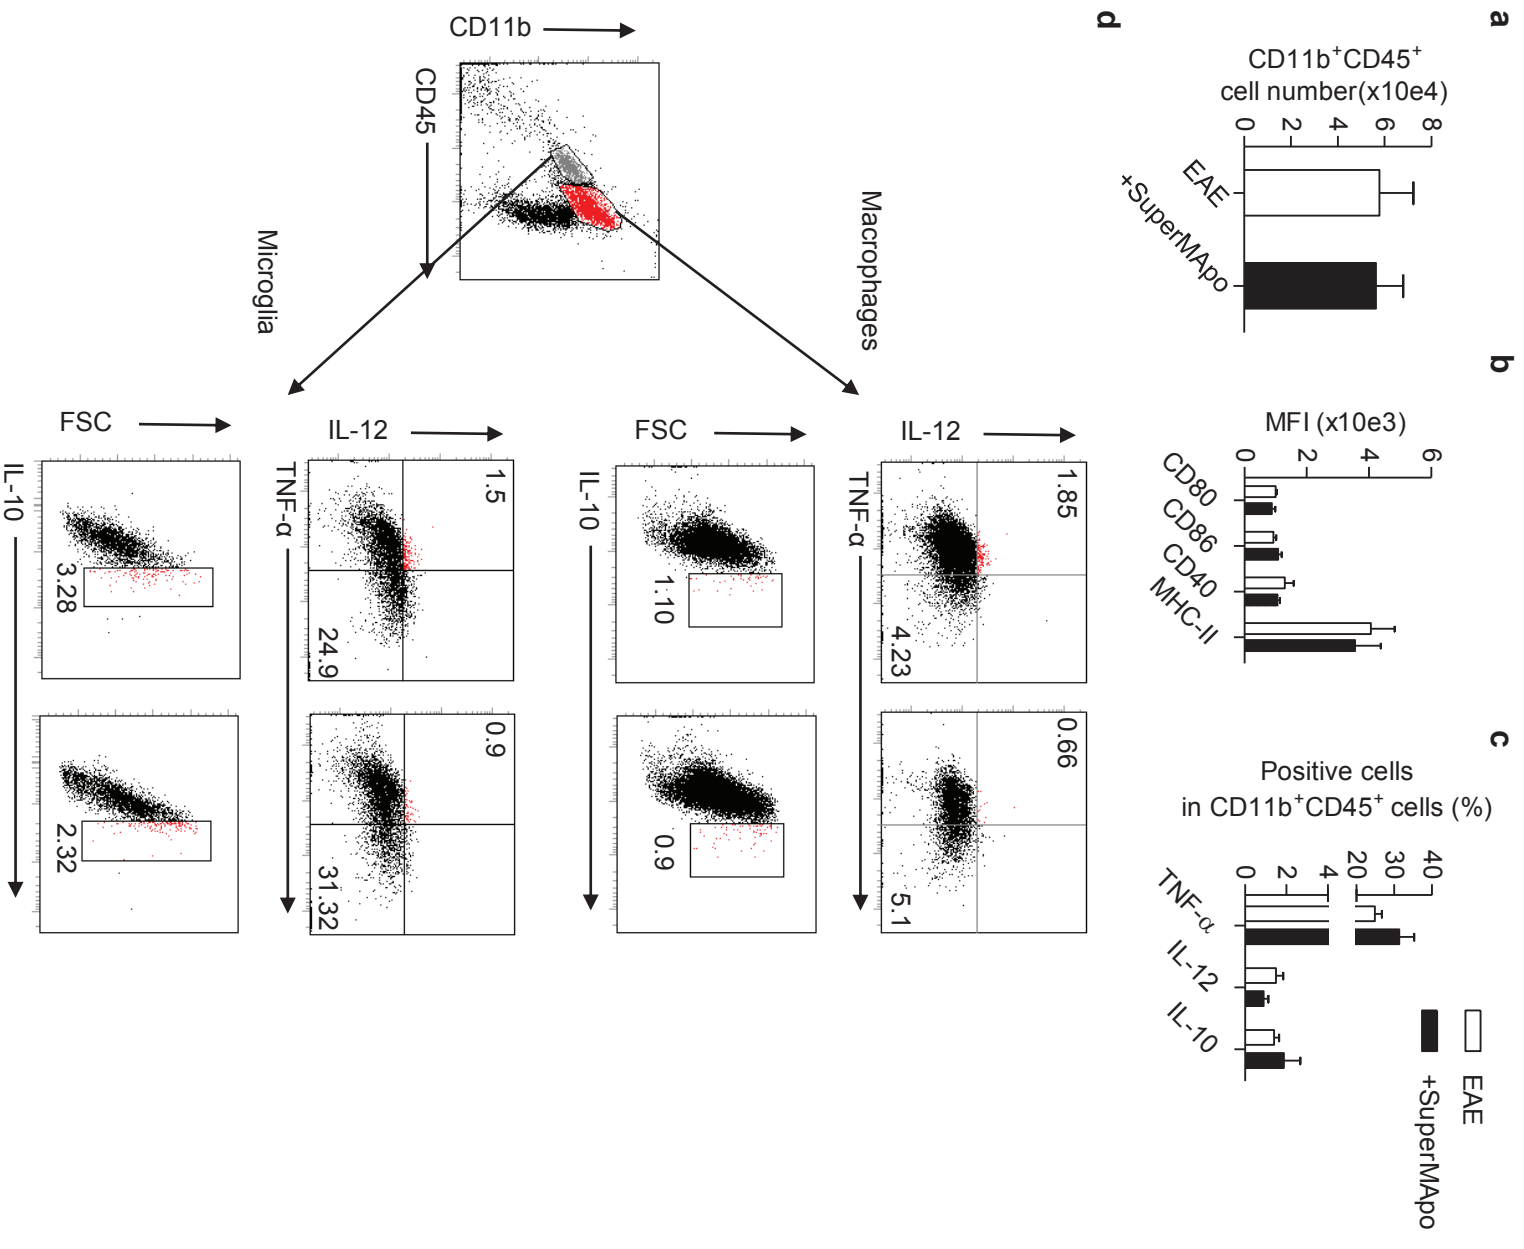 a
CD11b+CD45+
cell number(x10e4)
0
2
4
6
8
EAE
+SuperMApo
b
MFI (x10e3)
0
2
4
6
CD80
CD86
CD40
MHC-II
c
Positive cells
in CD11b+CD45+ cells (%)
0
2
4
20
30
40
TNF-α
IL-12
IL-10
EAE
+SuperMApo
d
CD11b
CD45
Macrophages
Microglia
IL-12
TNF-α
1.85
4.23
0.66
5.1
FSC
IL-10
1.10
0.9
IL-12
TNF-α
1.5
24.9
0.9
31.32
FSC
IL-10
3.28
2.32